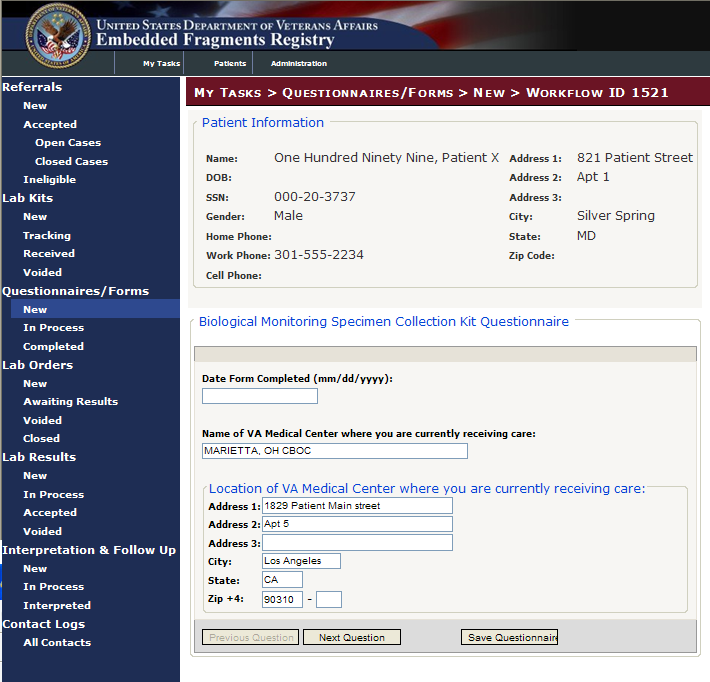 UNITED STATES DEPARTMENT OF VETERANS AFFAIRS
Embedded Fragments Registry
My Tasks Patients Administration
Referrals
New
Accepted
Open Cases
Closed Cases
Ineligible
Lab Kits
New
Tracking
Received
Voided
Questionnaires/Forms
New
In Process
Completed
Lab Orders
New
Awaiting Results
Voided
Closed
Lab Results
New
In Process
Accepted
Voided
Interpretation & Follow Up
New
In Process
Interpreted
Contact Logs
All Contacts
MY TASKS > QUESTIONNAIRES/FORMS > NEW > WORKFLOW ID 1521
Patient Information
Name: One Hundred Ninety Nine, Patient X Address 1: 821 Patient Street
DOB: Address 2: Apt 1
SSN: 000-20-3737 Address 3:
Gender: Male City: Silver Spring
Home Phone: State: MD
Work Phone: 301-555-2234 Zip Code:
Cell Phone:
Biological Monitoring Specimen Collection Kit Questionnaire
Date Form Completed (mm/dd/yyyy):
Name of VA Medical Center where you are currently receiving care:
MARIETTA, OH CBOC
Location of VA Medical Center where you are currently receiving care:
Address 1: 1829 Patient Main street
Address 2: Apt 5
Address 3:
City: Los Angeles
State: CA
Zip +4: 90310 -
Previous Question Next Question Save Questionnair